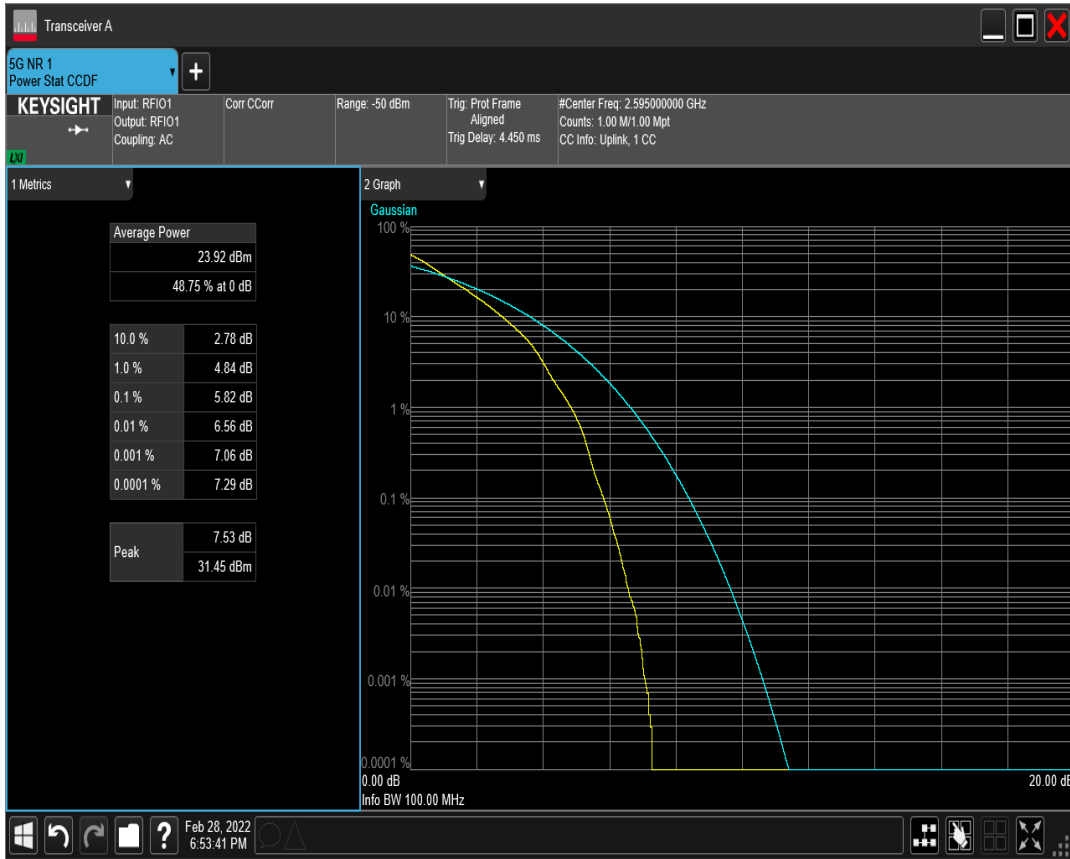 Transceiver A
5G NR 1
Power Stat CCDF
KEYSIGHT
LXI
Input: RFIO1
Output: RFIO1
Coupling: AC
Corr CCorr
Range: -50 dBm
Trig: Prot Frame
Aligned
Trig Delay: 4.450 ms
#Center Freq: 2.595000000 GHz
Counts: 1.00 M/1.00 Mpt
CC Info: Uplink, 1 CC
1 Metrics
Average Power
23.92 dBm
48.75 % at 0 dB
10.0 % 2.78 dB
1.0 % 4.84 dB
0.1 % 5.82 dB
0.01 % 6.56 dB
0.001 % 7.06 dB
0.0001 % 7.29 dB
Peak 7.53 dB
31.45 dBm
2 Graph
Gaussian
100 %
10 %
1 %
0.1 %
0.01 %
0.001 %
0.0001 %
0.00 dB 20.00 dB
Info BW 100.00 MHz
Feb 28, 2022
6:53:41 PM